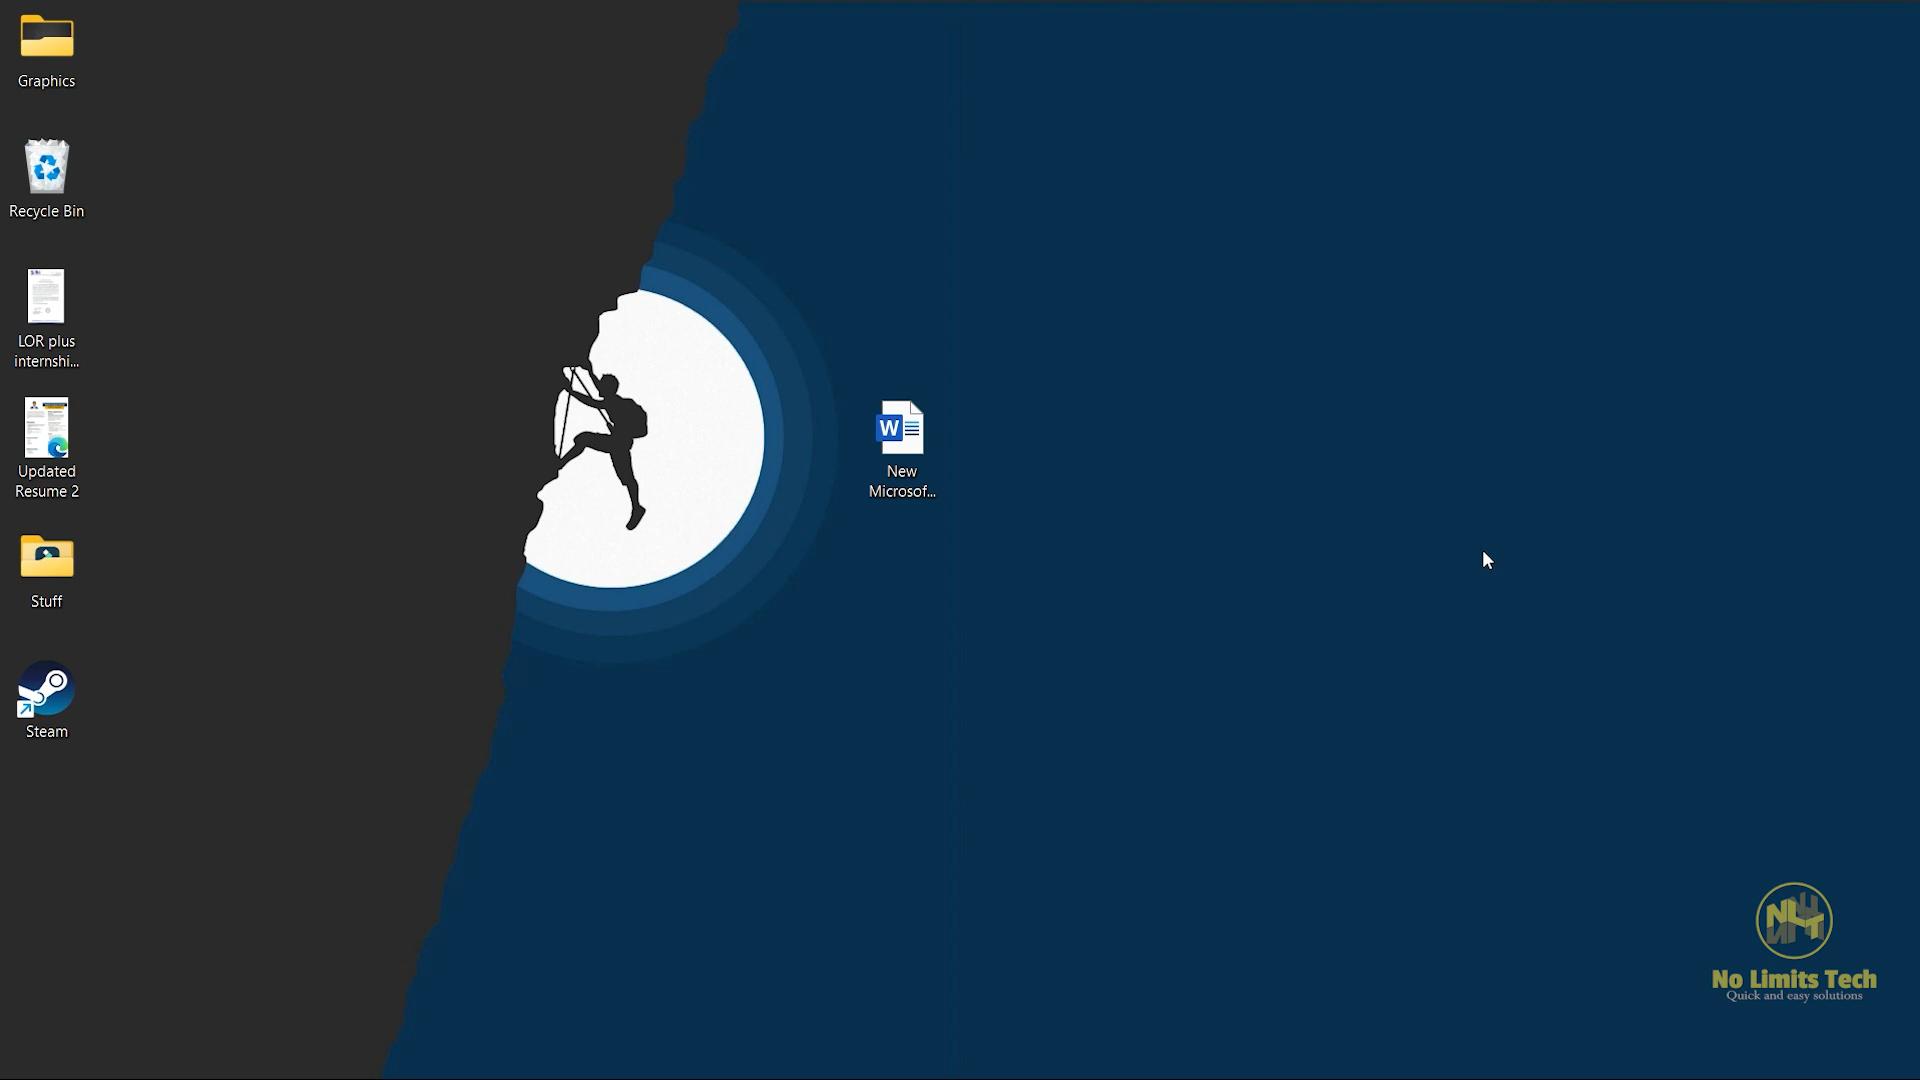 Graphics
Recycle Bin
LOR plus
internshi...
Updated
Resume 2
Stuff
Steam
W
New
Microsof...
NLT
No Limits Tech
Quick and easy solutions